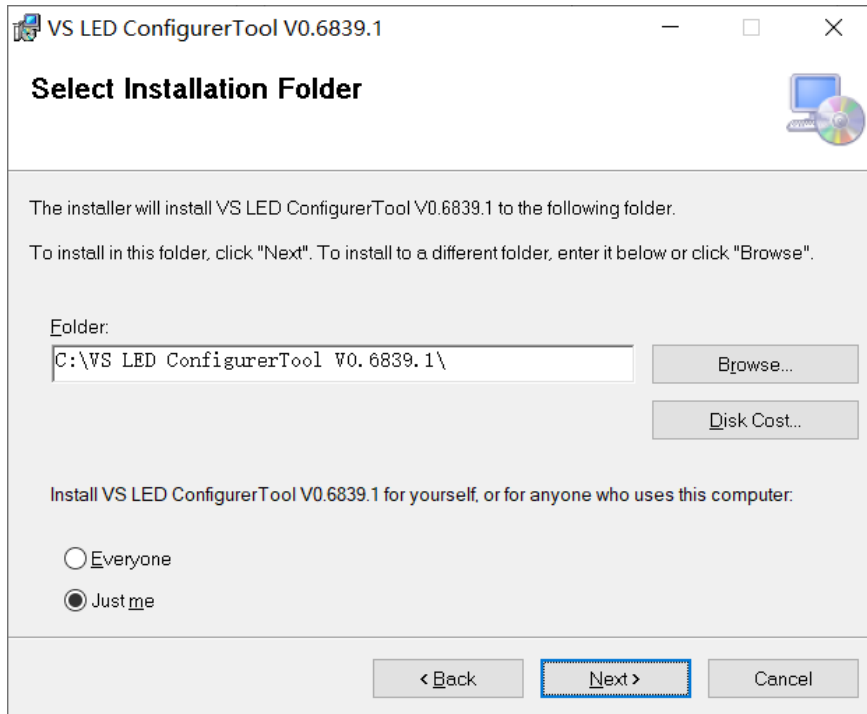 VS LED ConfigurerTool V0.6839.1
Select Installation Folder
The installer will install VS LED ConfigurerTool V0.6839.1 to the following folder.
To install in this folder, click "Next". To install to a different folder, enter it below or click "Browse".
Folder:
C:\VS LED ConfigurerTool V0.6839.1\
Browse...
Disk Cost...
Install VS LED ConfigurerTool V0.6839.1 for yourself, or for anyone who uses this computer:
Everyone
Just me
< Back
Next >
Cancel